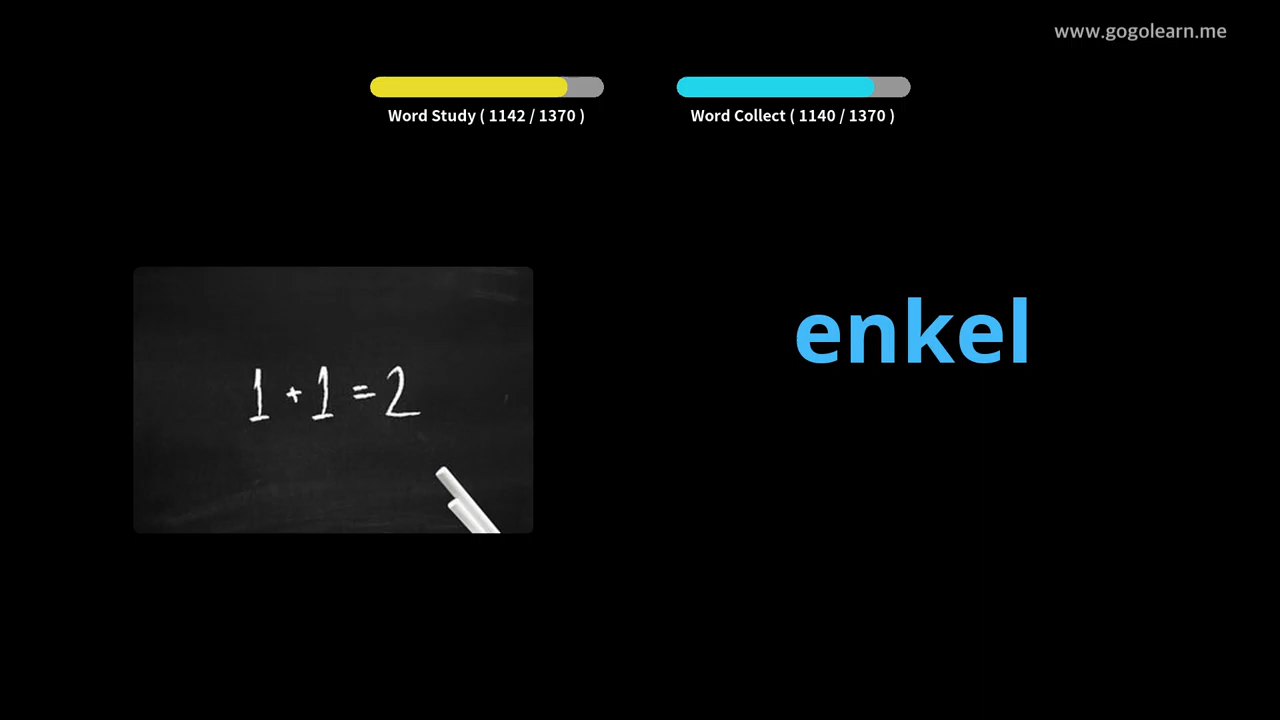 www.gogolearn.me
Word Study ( 1142 / 1370 )
Word Collect ( 1140 / 1370 )
enkel
1 + 1 = 2